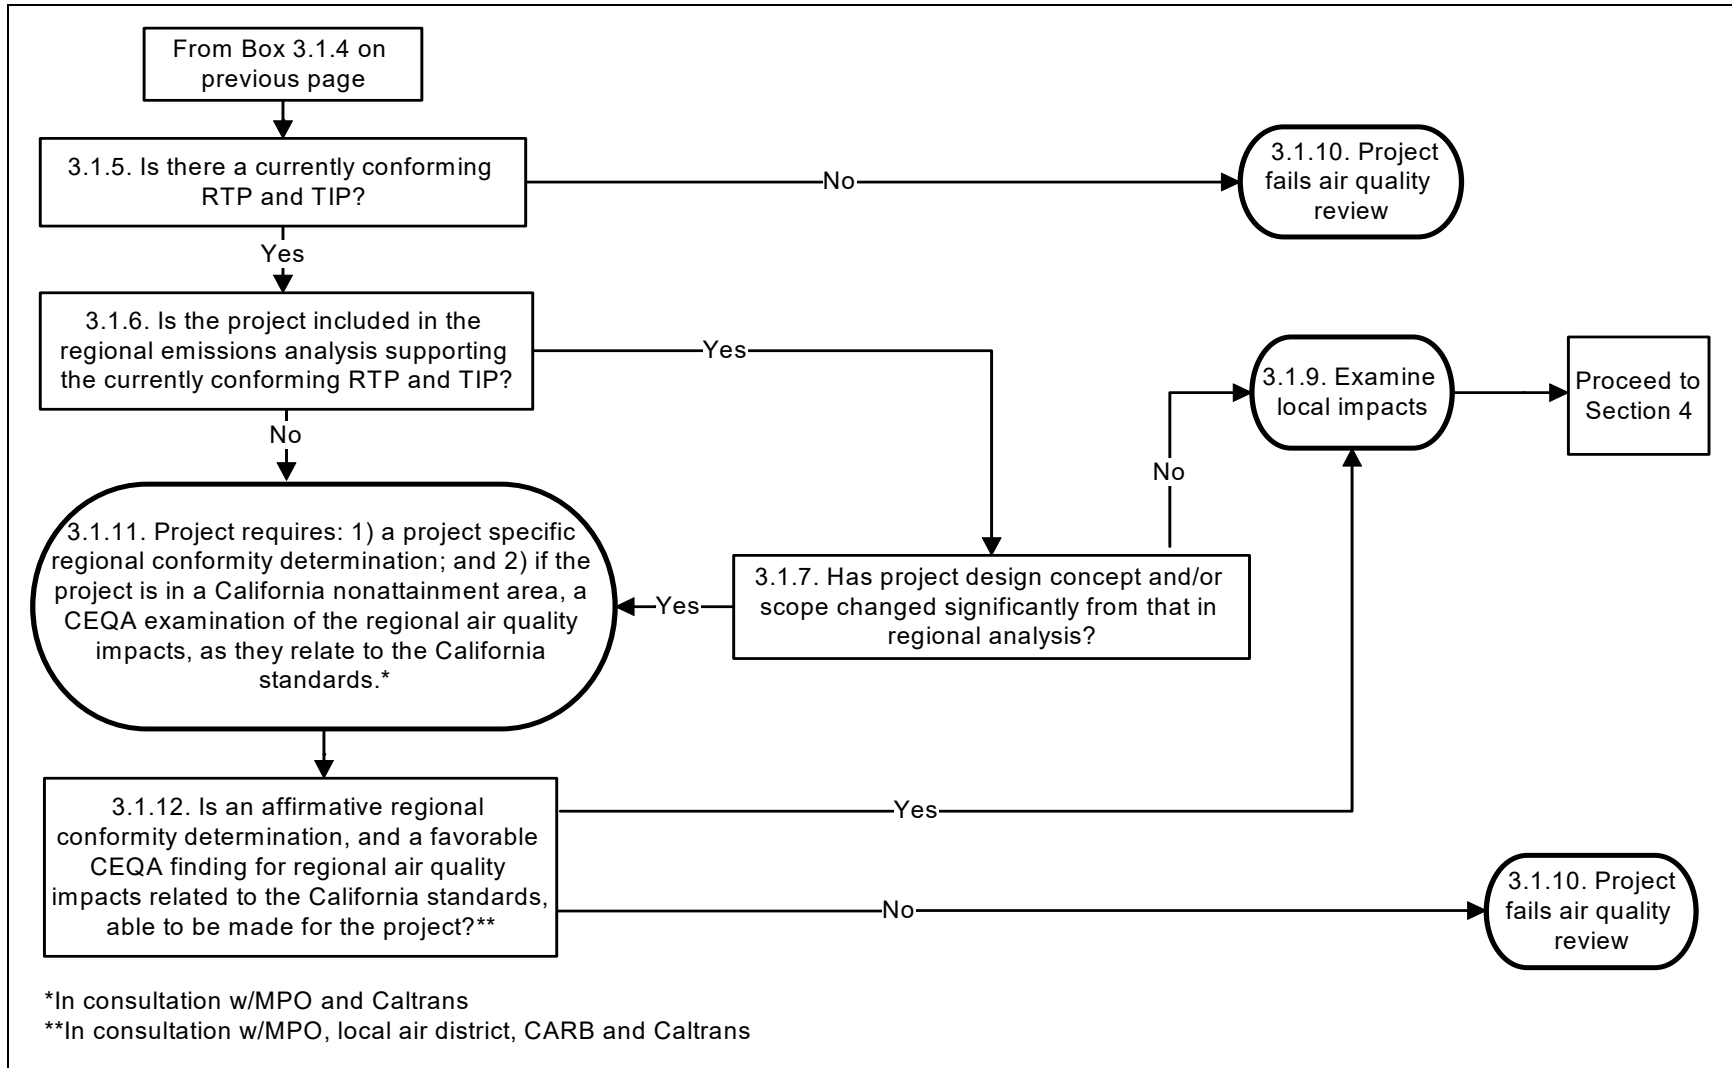 From Box 3.1.4 on
previous page
3.1.5. Is there a currently conforming
RTP and TIP?
No
3.1.10. Project
fails air quality
review
Yes
3.1.6. Is the project included in the
regional emissions analysis supporting
the currently conforming RTP and TIP?
Yes
3.1.9. Examine
local impacts
Proceed to
Section 4
No
No
3.1.11. Project requires: 1) a project specific
regional conformity determination; and 2) if the
project is in a California nonattainment area, a
CEQA examination of the regional air quality
impacts, as they relate to the California
standards.*
Yes
3.1.7. Has project design concept and/or
scope changed significantly from that in
regional analysis?
3.1.12. Is an affirmative regional
conformity determination, and a favorable
CEQA finding for regional air quality
impacts related to the California standards,
able to be made for the project?**
Yes
No
3.1.10. Project
fails air quality
review
*In consultation w/MPO and Caltrans
**In consultation w/MPO, local air district, CARB and Caltrans